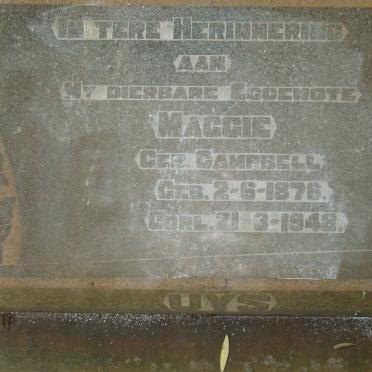 IN TERE HERINNERING
AAN
MY DIERBARE EGGENOTE
MAGGIE
GEB. CAMPBELL
GEB. 2-6-1876.
OORL. 21-3-1948.
UYS